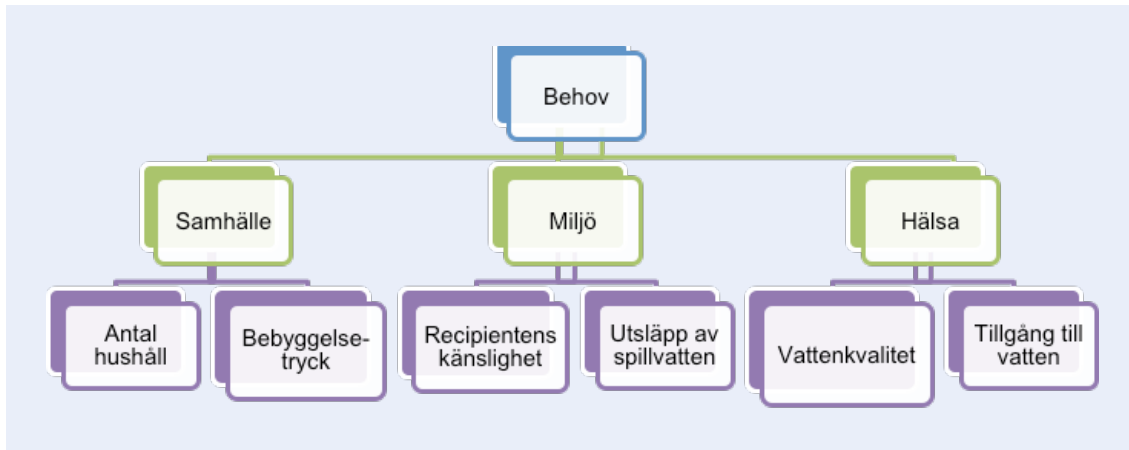 Behov
Samhälle
Miljö
Hälsa
Antal
hushåll
Bebyggelse-
tryck
Recipientens
känslighet
Utsläpp av
spillvatten
Vattenkvalitet
Tillgång till
vatten